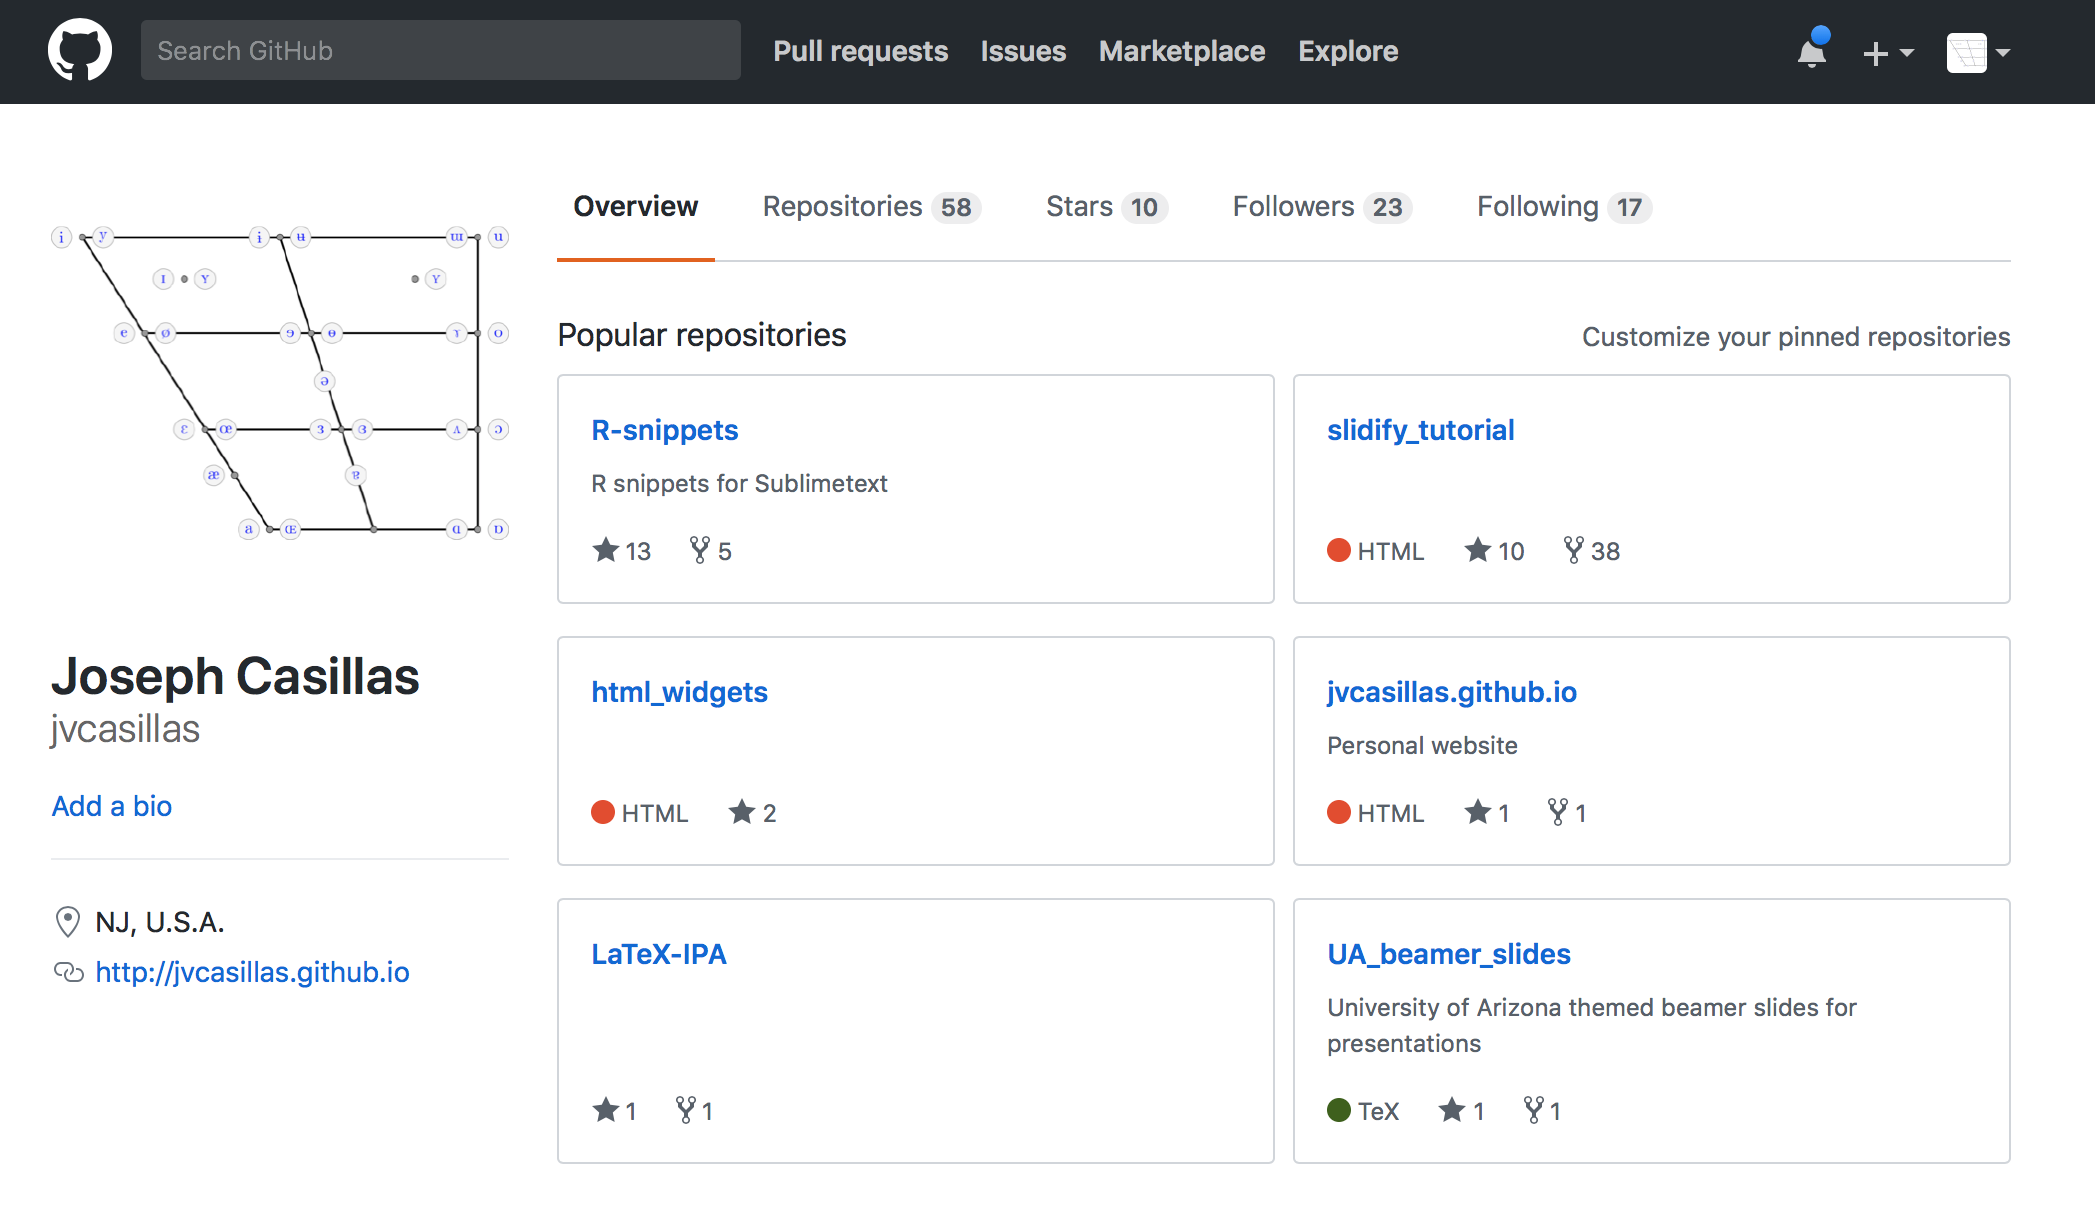 Search GitHub
Pull requests
Issues
Marketplace
Explore
Overview
Repositories 58
Stars 10
Followers 23
Following 17
i y ɨ ʉ ɯ u
ɪ ʏ ʏ
e ø ɘ ɵ ɤ o
ə
ɛ œ ɜ ɞ ʌ ɔ
æ ɐ
a ɶ ɑ ɒ
Joseph Casillas
jvcasillas
Add a bio
NJ, U.S.A.
http://jvcasillas.github.io
Popular repositories
Customize your pinned repositories
R-snippets
R snippets for Sublimetext
13 5
slidify_tutorial
HTML 10 38
html_widgets
HTML 2
jvcasillas.github.io
Personal website
HTML 1 1
LaTeX-IPA
1 1
UA_beamer_slides
University of Arizona themed beamer slides for
presentations
TeX 1 1